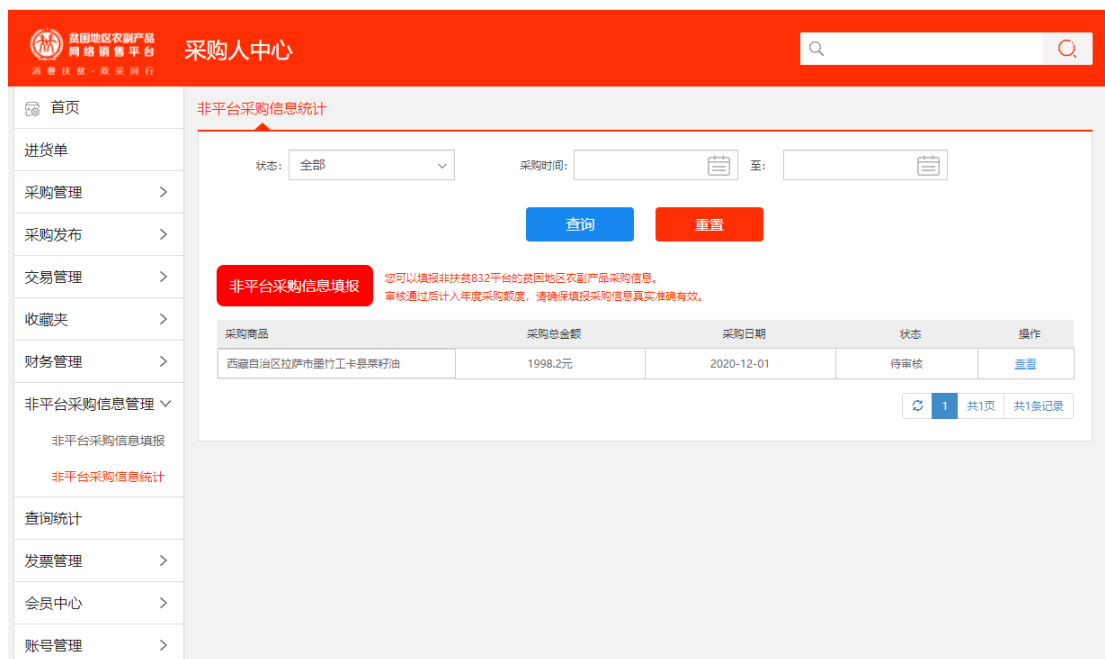 贫困地区农副产品
网络销售平台
消费扶贫·政采同行
采购人中心
首页
进货单
采购管理
采购发布
交易管理
收藏夹
财务管理
非平台采购信息管理
非平台采购信息填报
非平台采购信息统计
查询统计
发票管理
会员中心
账号管理
非平台采购信息统计
状态: 全部 采购时间: 至:
查询 重置
非平台采购信息填报
您可以填报非扶贫832平台的贫困地区农副产品采购信息。
审核通过后计入年度采购额度，请确保填报采购信息真实准确有效。
采购商品 采购总金额 采购日期 状态 操作
西藏自治区拉萨市墨竹工卡县菜籽油 1998.2元 2020-12-01 待审核 查看
1 共1页 共1条记录